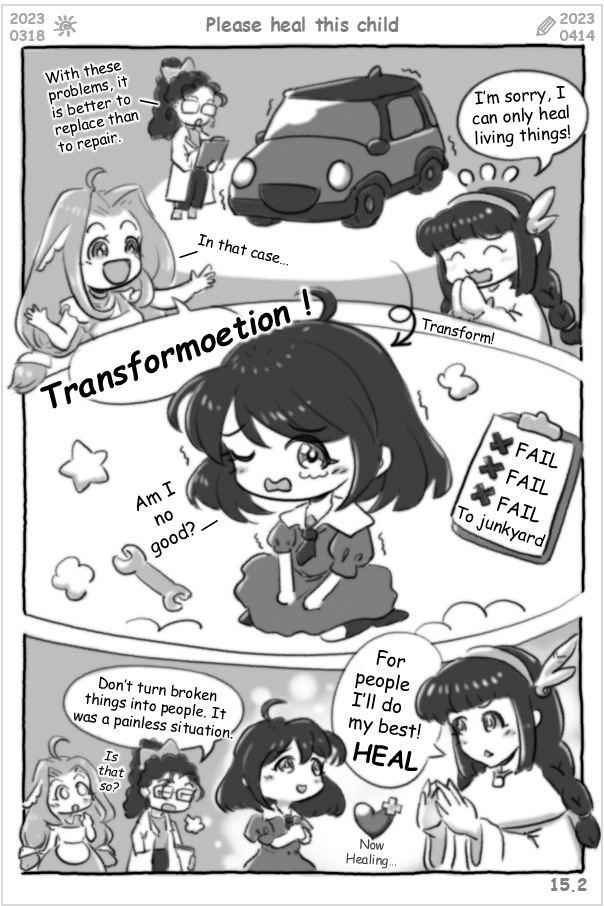 2023
0318
Please heal this child
2023
0414
With these
problems, it
is better to
replace than
to repair.
I'm sorry, I
can only heal
living things!
In that case...
Transform!
Transformoetion !
Am I
no
good?
FAIL
FAIL
FAIL
To junkyard
Don't turn broken
things into people. It
was a painless situation.
Is
that
so?
For
people
I'll do
my best!
HEAL
Now
Healing...
15.2